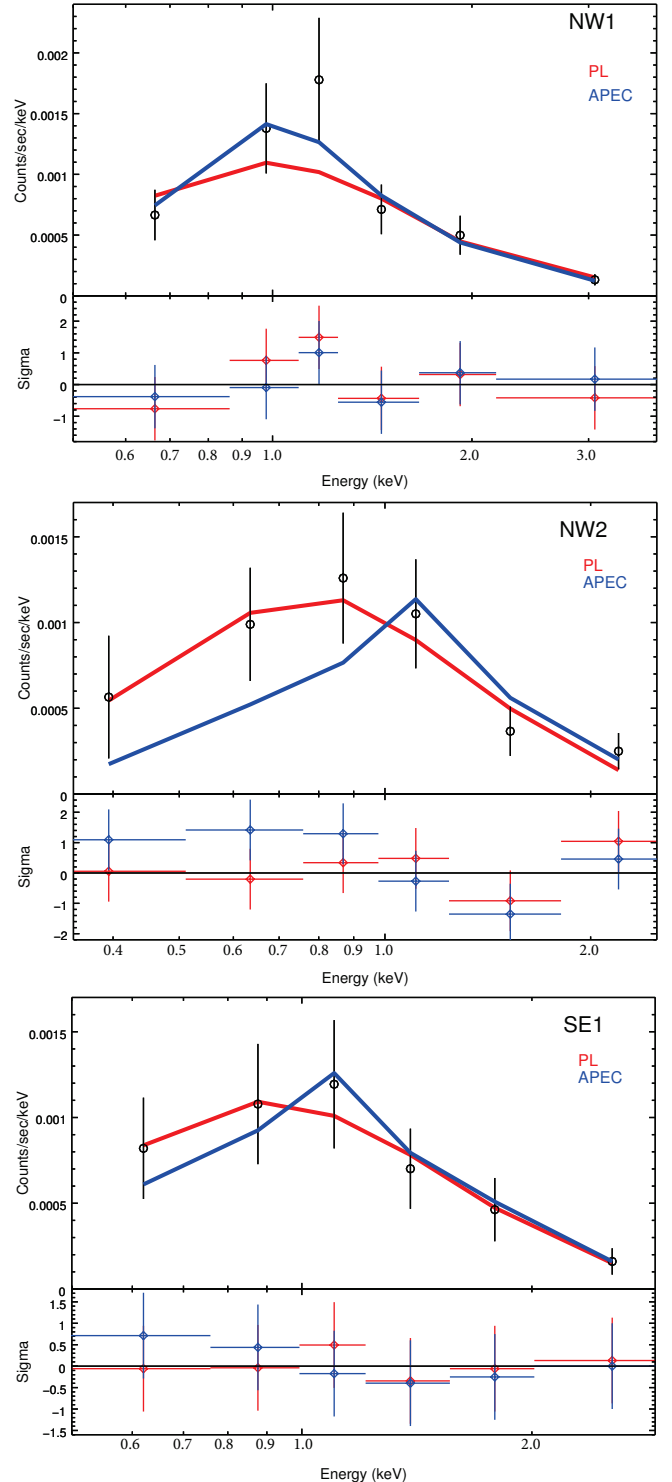 NW1
PL
APEC
Counts/sec/keV
0.002
0.0015
0.001
0.0005
0
Sigma
2
1
0
−1
0.6 0.7 0.8 0.9 1.0 2.0 3.0
Energy (keV)
NW2
PL
APEC
Counts/sec/keV
0.0015
0.001
0.0005
0
Sigma
2
1
0
−1
−2
0.4 0.5 0.6 0.7 0.8 0.9 1.0 2.0
Energy (keV)
SE1
PL
APEC
Counts/sec/keV
0.0015
0.001
0.0005
0
Sigma
1.5
1
0.5
0
−0.5
−1
−1.5
0.6 0.7 0.8 0.9 1.0 2.0
Energy (keV)